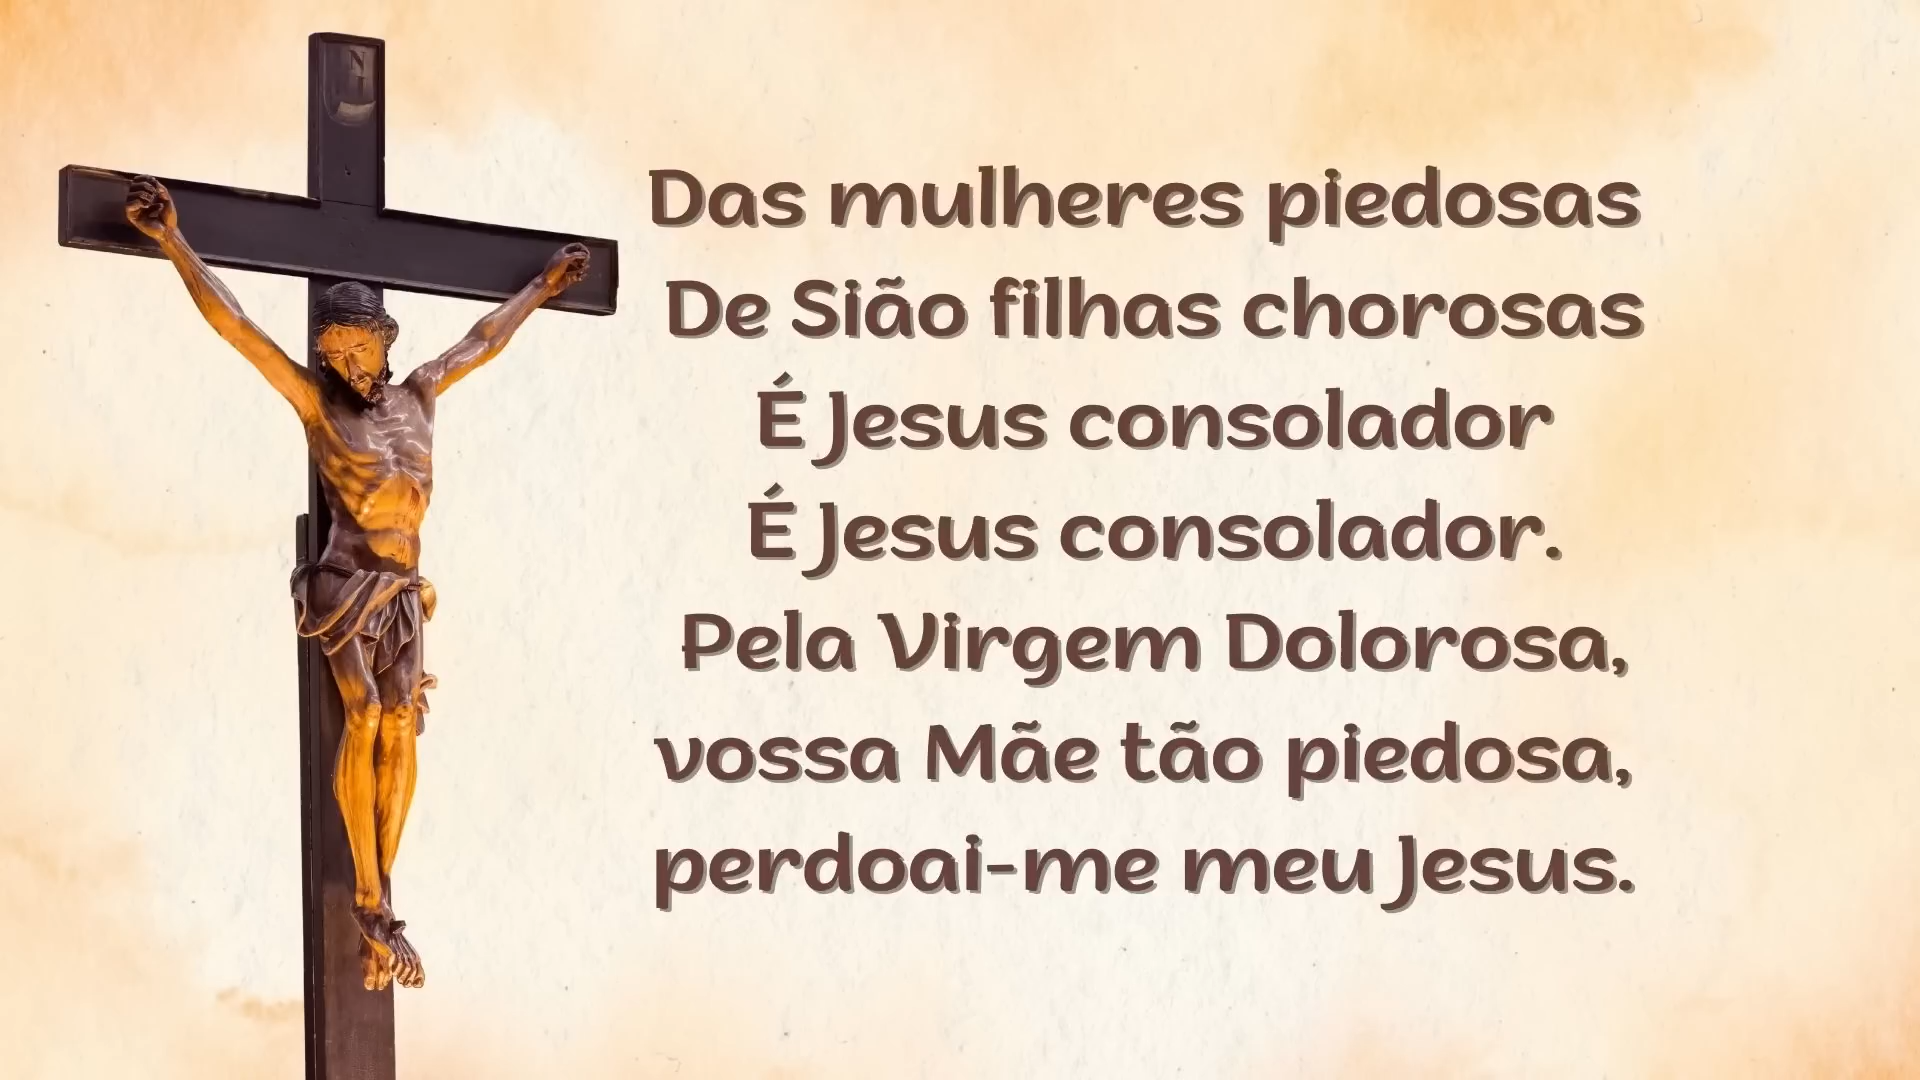 Das mulheres piedosas
De Sião filhas chorosas
É Jesus consolador
É Jesus consolador.
Pela Virgem Dolorosa,
vossa Mãe tão piedosa,
perdoai-me meu Jesus.